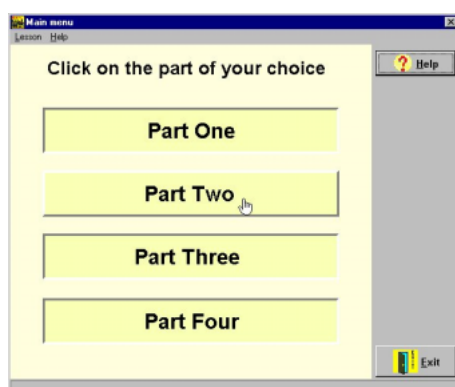 Main menu
Lesson Help
Click on the part of your choice
Help
Part One
Part Two
Part Three
Part Four
Exit